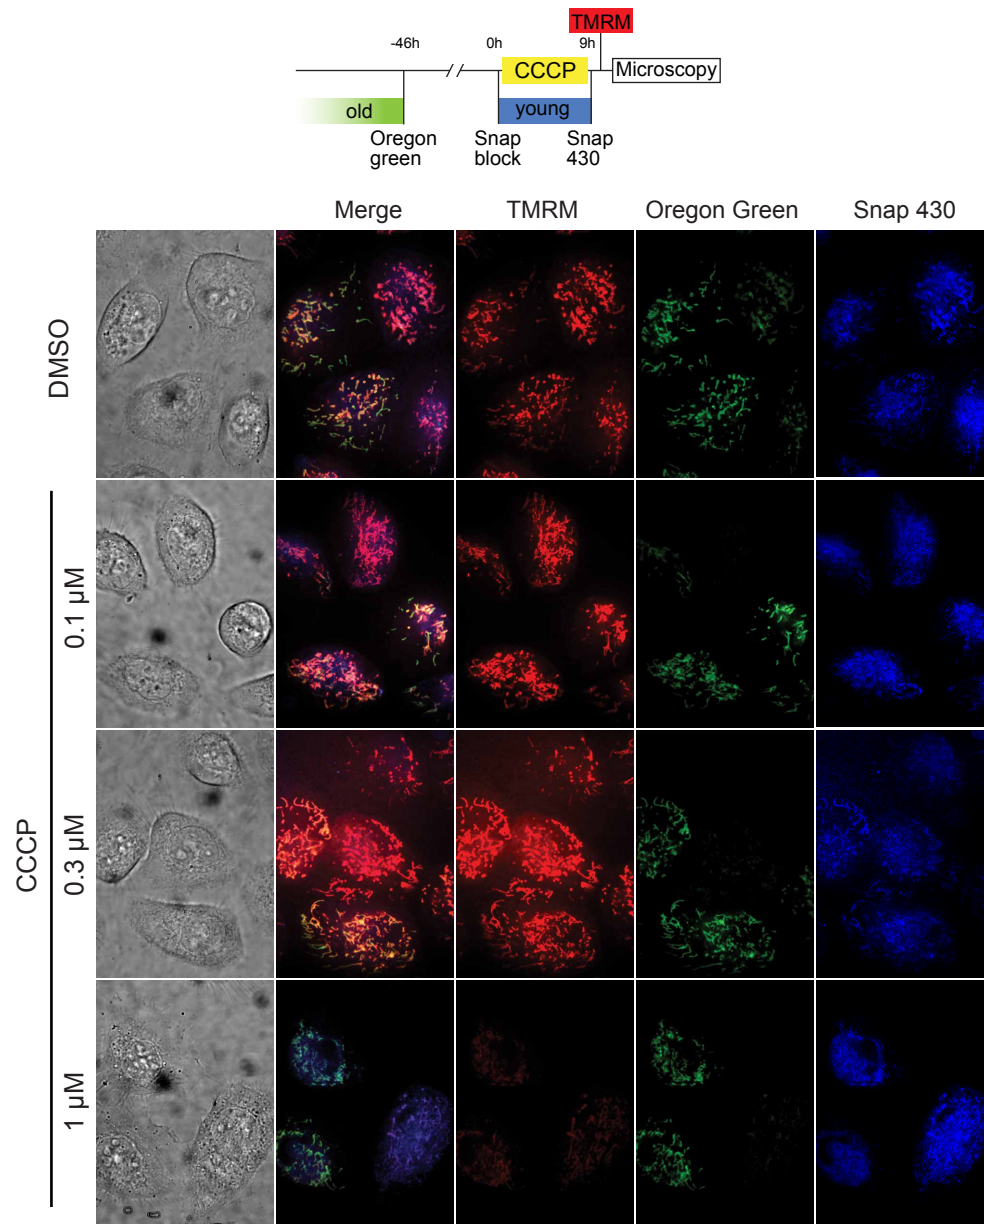 TMRM
-46h
0h
9h
CCCP
Microscopy
old
young
Oregon
green
Snap
block
Snap
430
Merge
TMRM
Oregon Green
Snap 430
DMSO
CCCP
0.1 µM
0.3 µM
1 µM